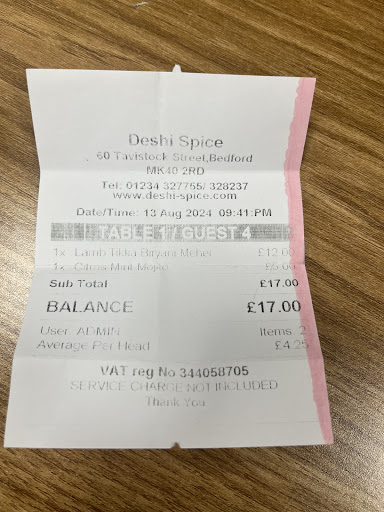 Deshi Spice
60 Tavistock Street,Bedford
MK40 2RD
Tel: 01234 327755/ 328237
www.deshi-spice.com
Date/Time: 13 Aug 2024 09:41:PM
TABLE 1 / GUEST 4
1x Lamb Tikka Biryani Meher £12.00
1x Citrus Mint Mojito £5.00
Sub Total £17.00
BALANCE £17.00
User: ADMIN Items: 2
Average Per Head £4.25
VAT reg No 344058705
SERVICE CHARGE NOT INCLUDED
Thank You